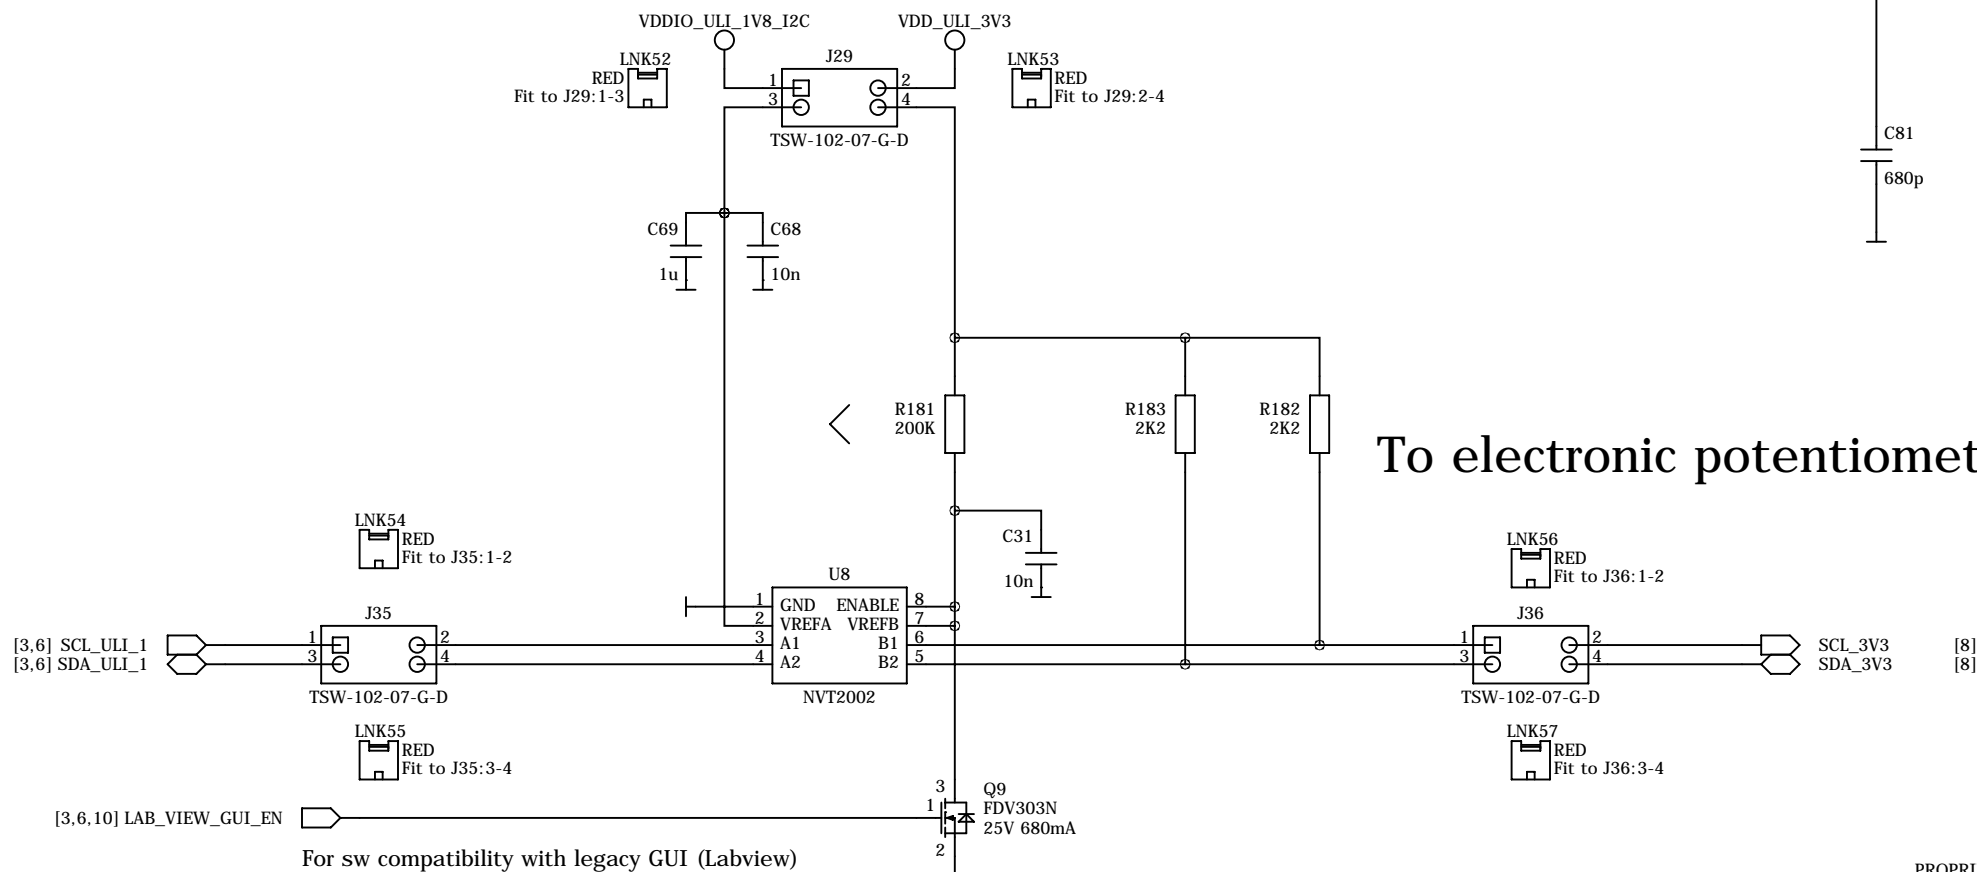 VDDIO_ULI_1V8_I2C
VDD_ULI_3V3
LNK52
RED
Fit to J29:1-3
J29
1
2
3
4
TSW-102-07-G-D
LNK53
RED
Fit to J29:2-4
C81
680p
C69
1u
C68
10n
R181
200K
R183
2K2
R182
2K2
To electronic potentiomet
LNK54
RED
Fit to J35:1-2
C31
10n
LNK56
RED
Fit to J36:1-2
U8
1 GND ENABLE 8
2 VREFA VREFB 7
3 A1 B1 6
4 A2 B2 5
NVT2002
J35
[3,6] SCL_ULI_1
[3,6] SDA_ULI_1
1
2
3
4
TSW-102-07-G-D
J36
1
2
3
4
TSW-102-07-G-D
SCL_3V3 [8]
SDA_3V3 [8]
LNK55
RED
Fit to J35:3-4
LNK57
RED
Fit to J36:3-4
[3,6,10] LAB_VIEW_GUI_EN
3
1
2
Q9
FDV303N
25V 680mA
For sw compatibility with legacy GUI (Labview)
PROPRI